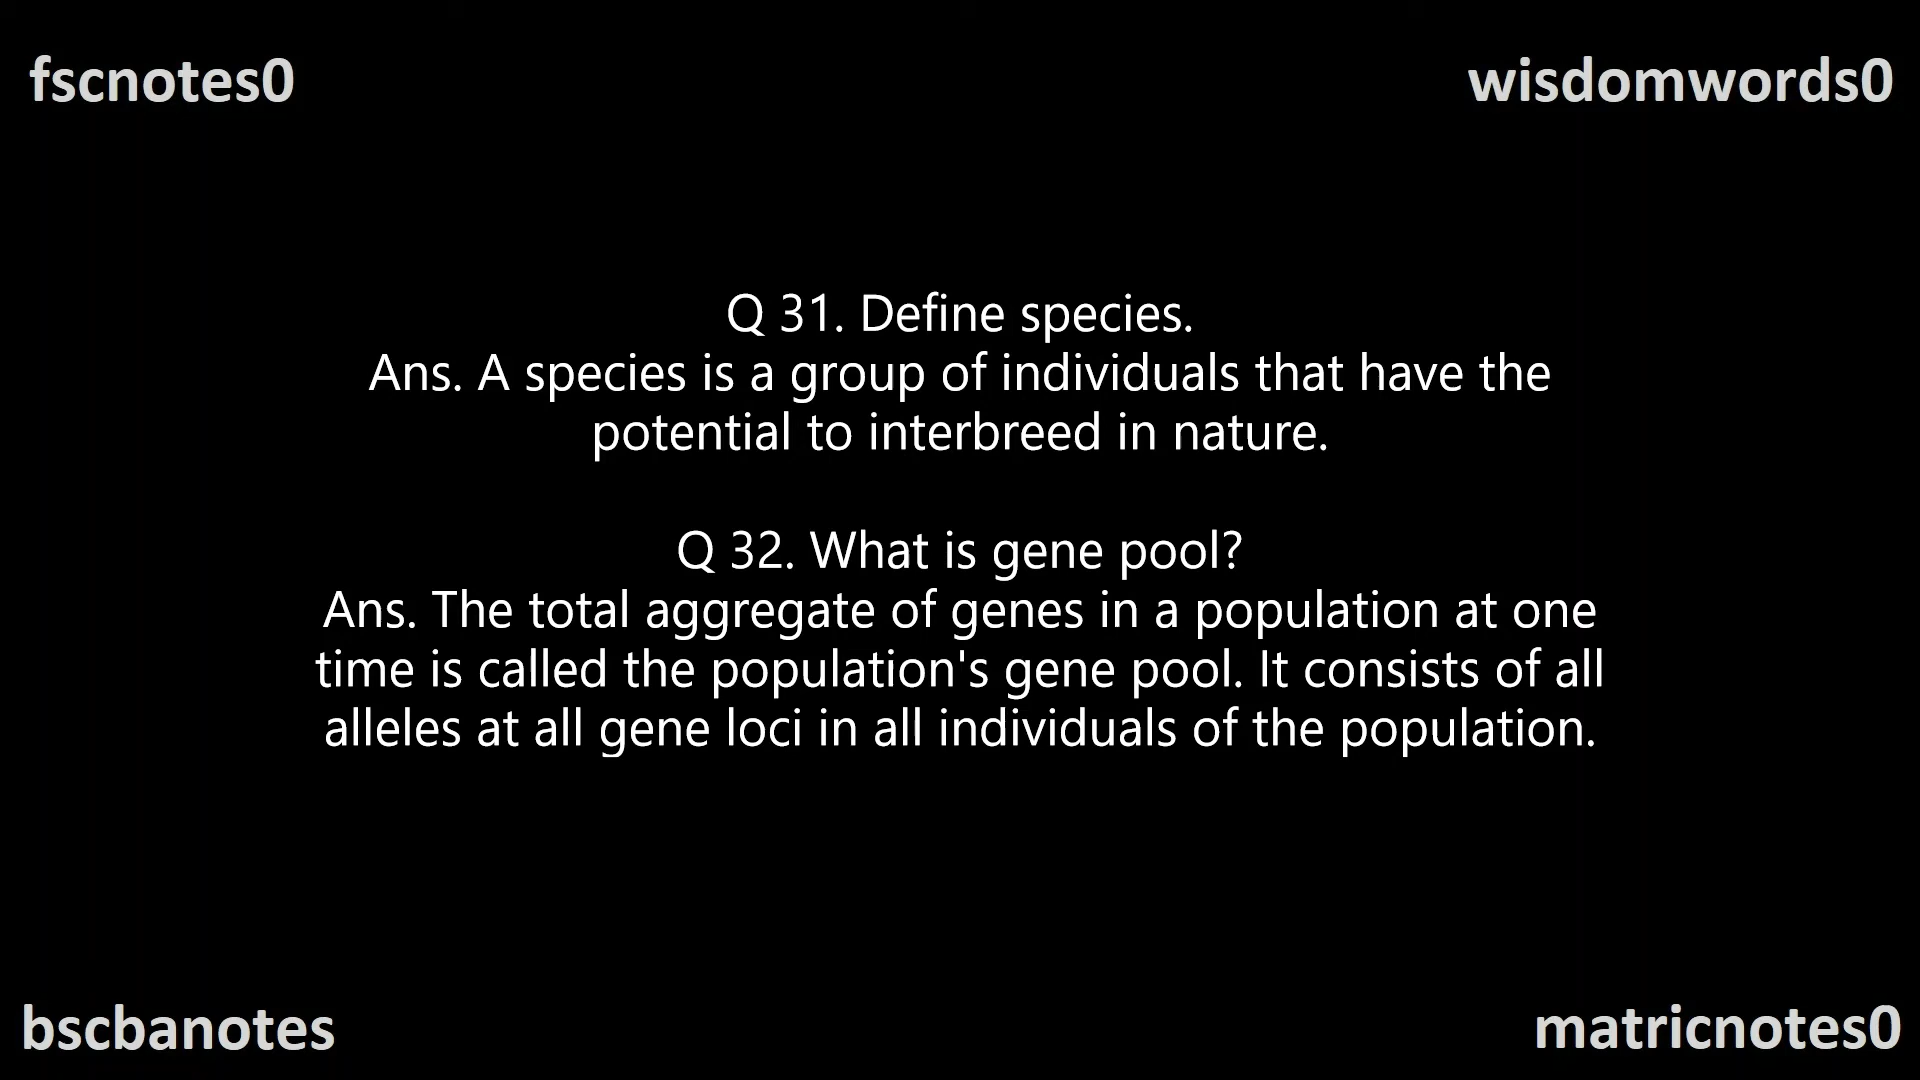 fscnotes0
wisdomwords0
Q 31. Define species.
Ans. A species is a group of individuals that have the
potential to interbreed in nature.
Q 32. What is gene pool?
Ans. The total aggregate of genes in a population at one
time is called the population's gene pool. It consists of all
alleles at all gene loci in all individuals of the population.
bscbanotes
matricnotes0